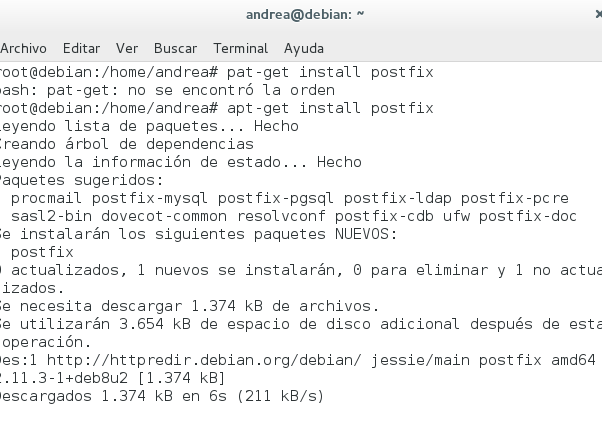 andrea@debian: ~
Archivo Editar Ver Buscar Terminal Ayuda
root@debian:/home/andrea# pat-get install postfix
bash: pat-get: no se encontró la orden
root@debian:/home/andrea# apt-get install postfix
Leyendo lista de paquetes... Hecho
Creando árbol de dependencias
Leyendo la información de estado... Hecho
Paquetes sugeridos:
procmail postfix-mysql postfix-pgsql postfix-ldap postfix-pcre
sasl2-bin dovecot-common resolvconf postfix-cdb ufw postfix-doc
Se instalarán los siguientes paquetes NUEVOS:
postfix
0 actualizados, 1 nuevos se instalarán, 0 para eliminar y 1 no actua
lizados.
Se necesita descargar 1.374 kB de archivos.
Se utilizarán 3.654 kB de espacio de disco adicional después de esta
operación.
Des:1 http://httpredir.debian.org/debian/ jessie/main postfix amd64
2.11.3-1+deb8u2 [1.374 kB]
Descargados 1.374 kB en 6s (211 kB/s)